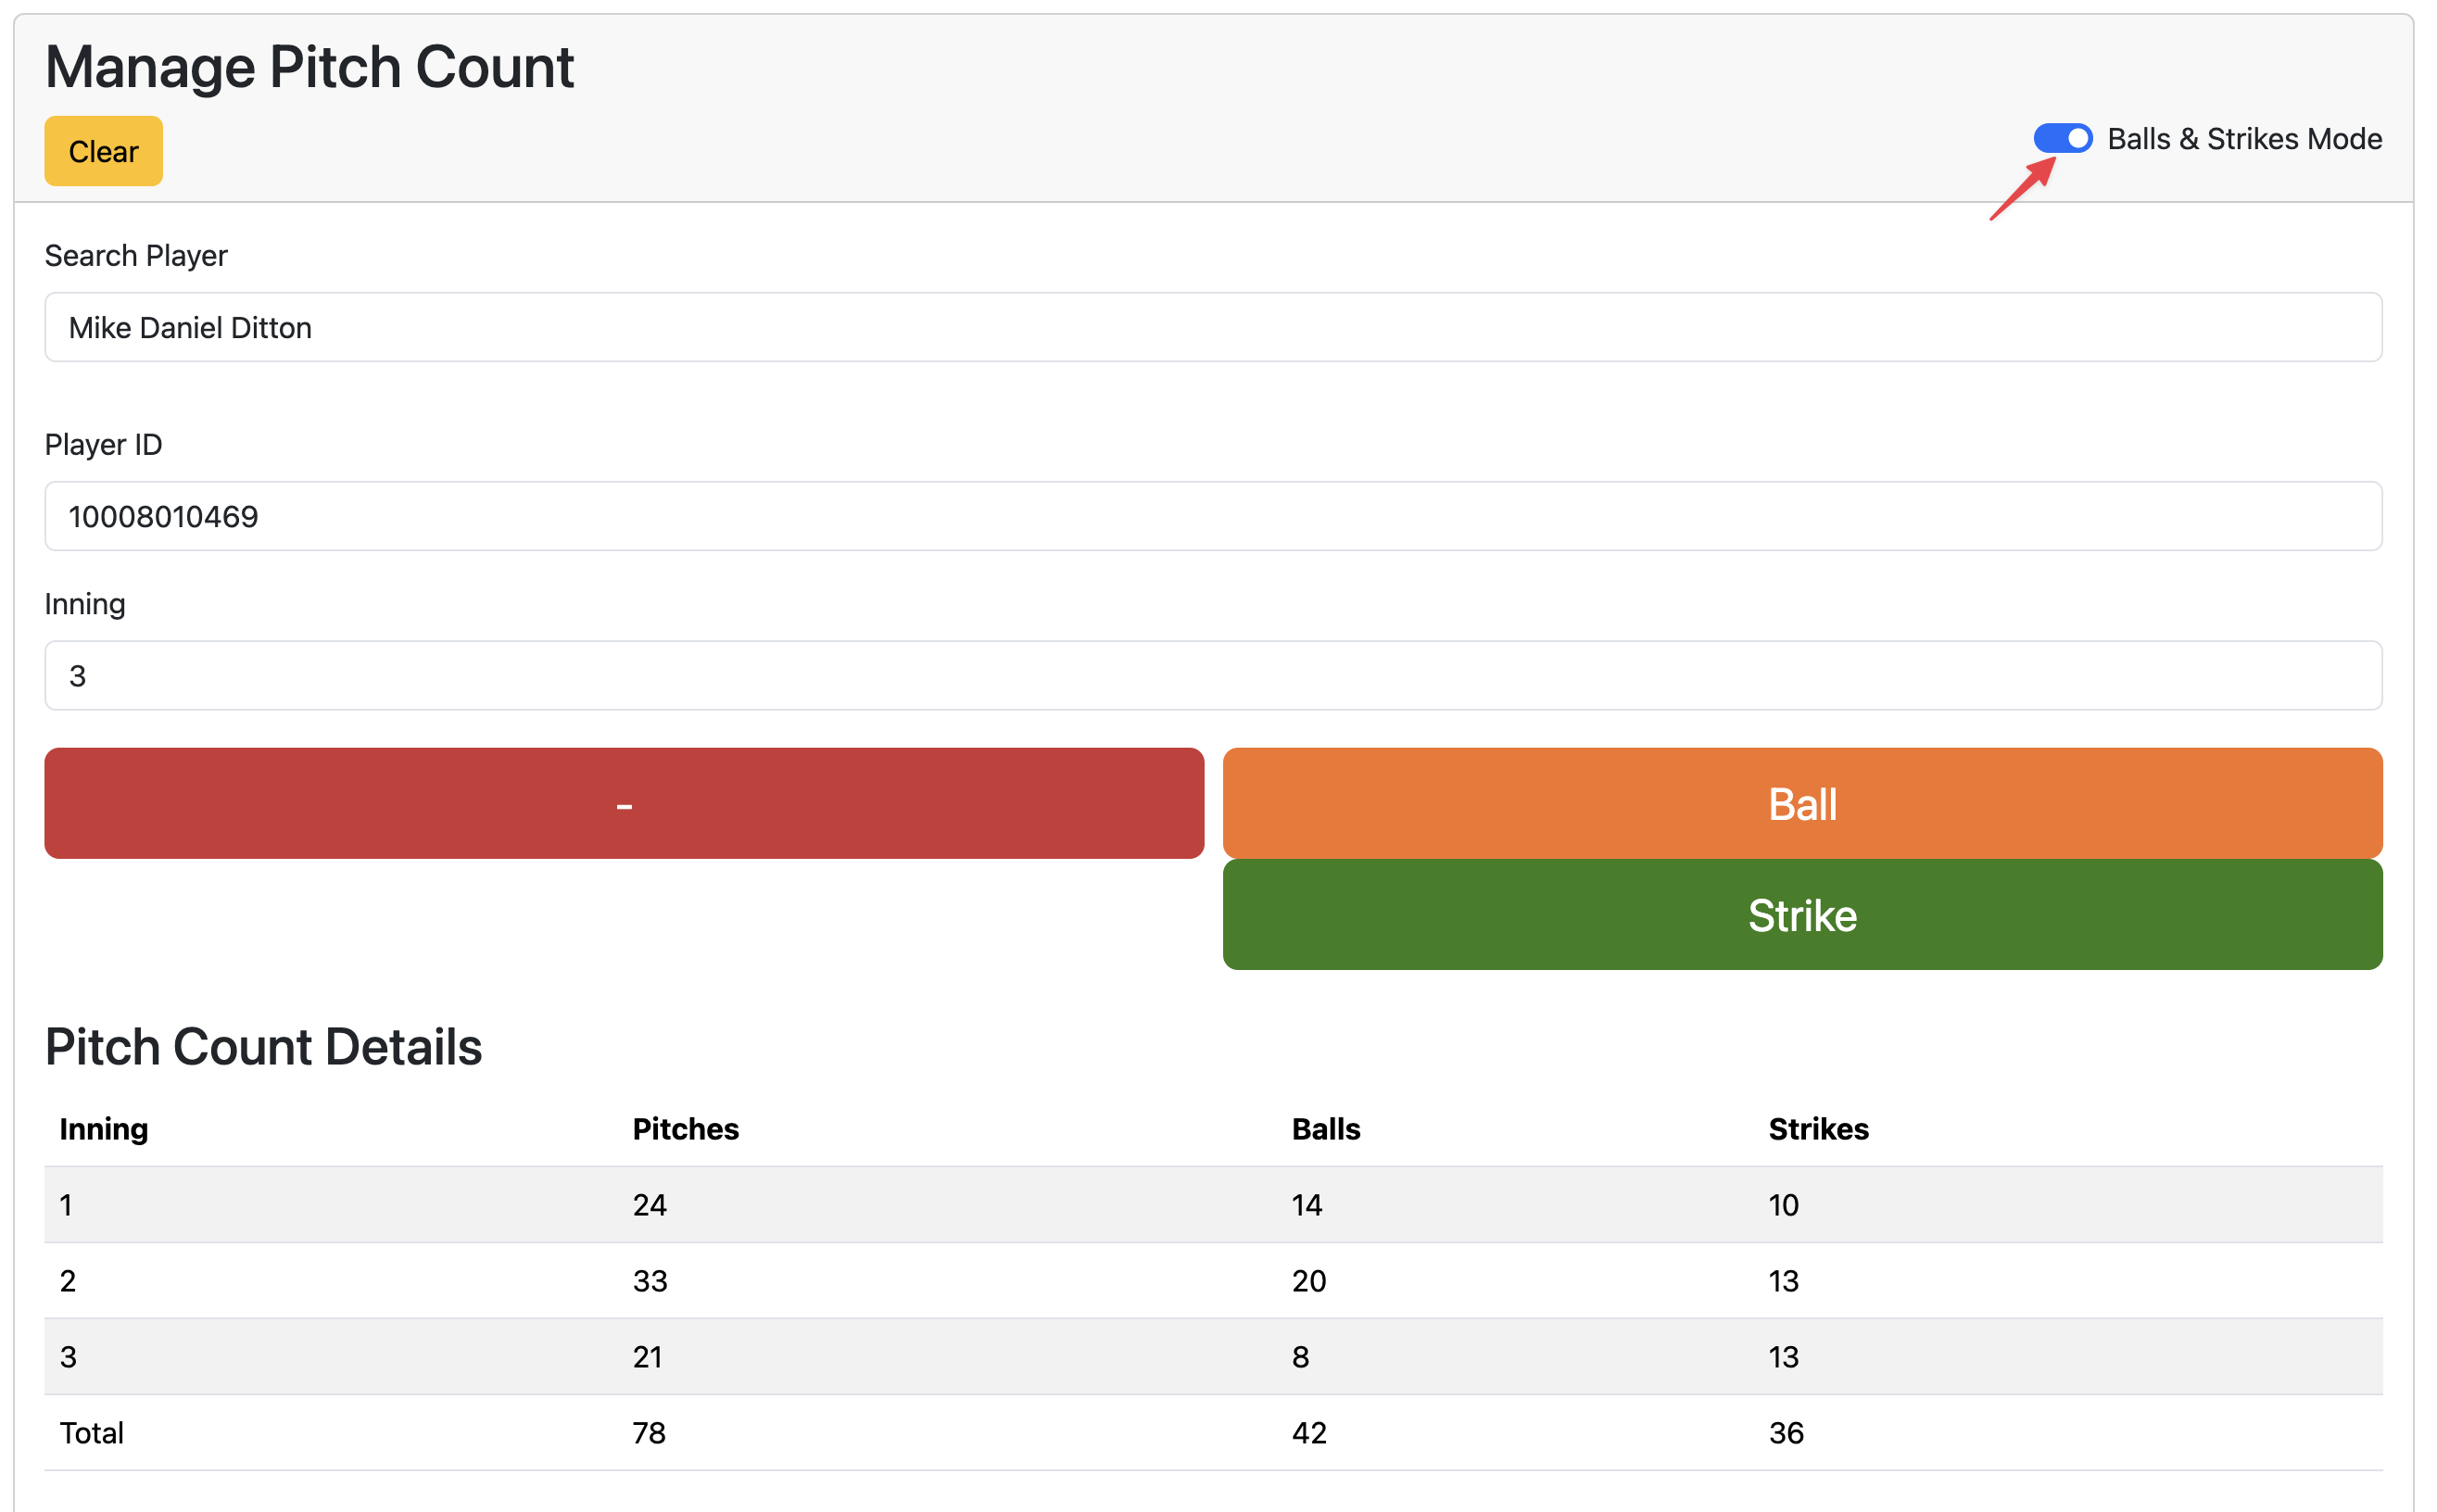 Manage Pitch Count
Clear
Balls & Strikes Mode
Search Player
Mike Daniel Ditton
Player ID
10008010469
Inning
3
- Ball
Strike
Pitch Count Details
Inning Pitches Balls Strikes
1 24 14 10
2 33 20 13
3 21 8 13
Total 78 42 36